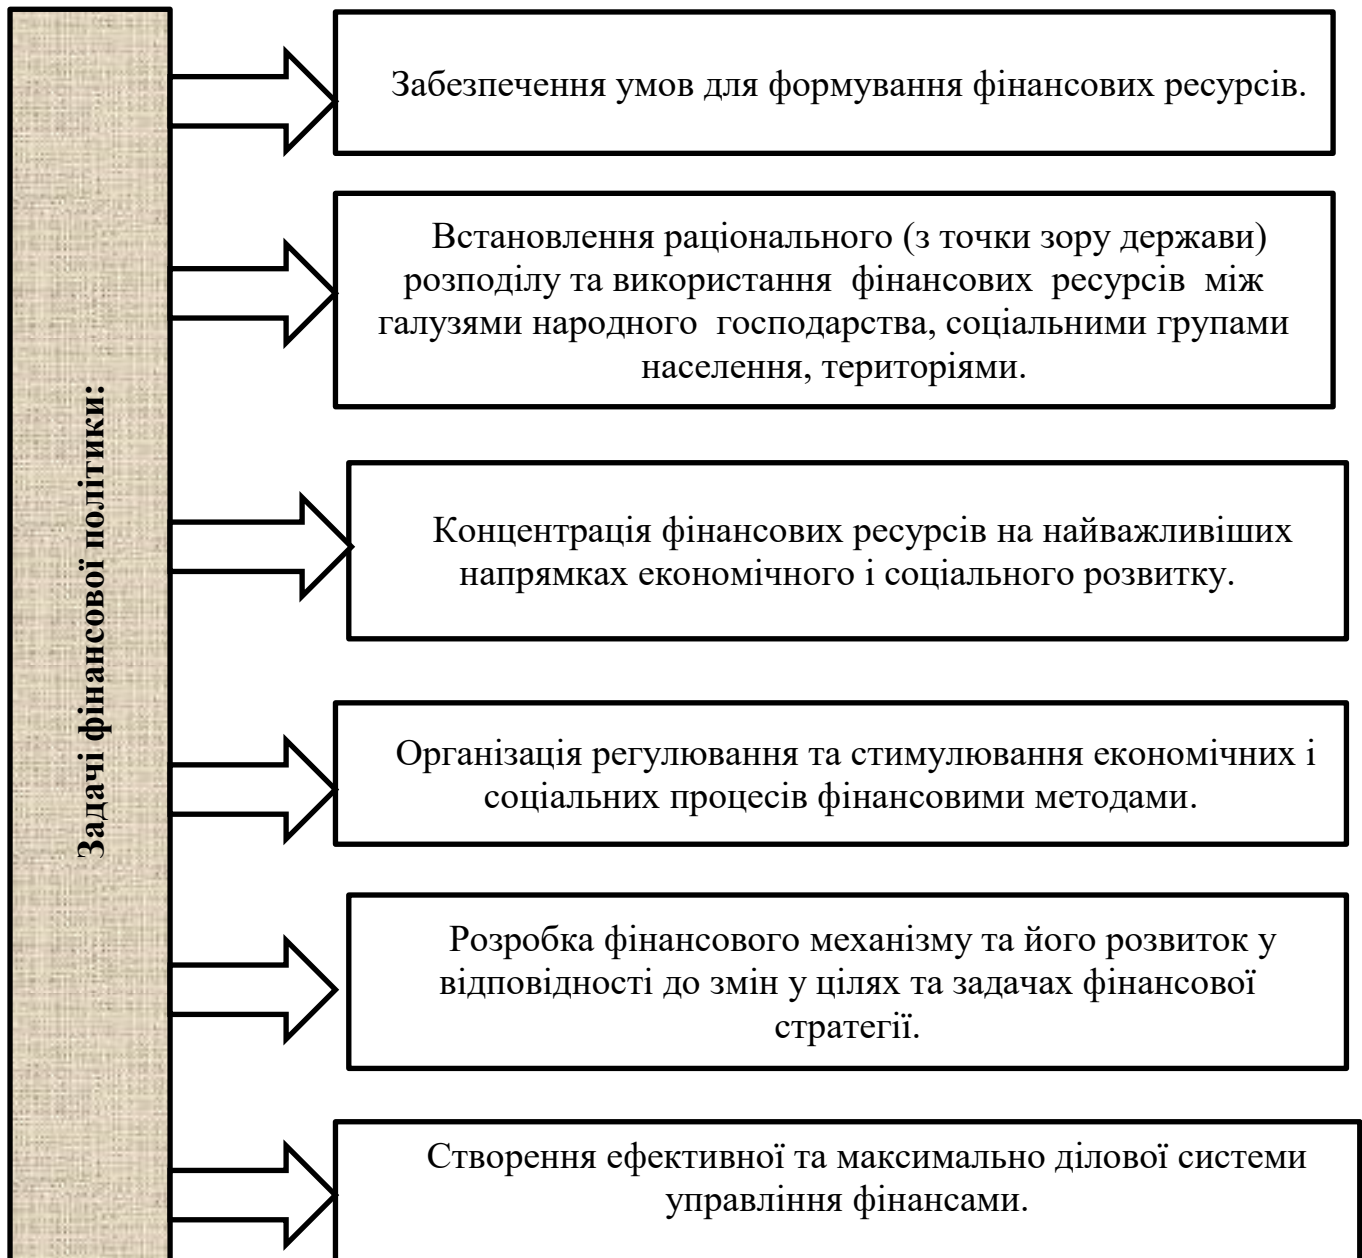 Задачі фінансової політики:
Забезпечення умов для формування фінансових ресурсів.
Встановлення раціонального (з точки зору держави)
розподілу та використання фінансових ресурсів між
галузями народного господарства, соціальними групами
населення, територіями.
Концентрація фінансових ресурсів на найважливіших
напрямках економічного і соціального розвитку.
Організація регулювання та стимулювання економічних і
соціальних процесів фінансовими методами.
Розробка фінансового механізму та його розвиток у
відповідності до змін у цілях та задачах фінансової
стратегії.
Створення ефективної та максимально ділової системи
управління фінансами.